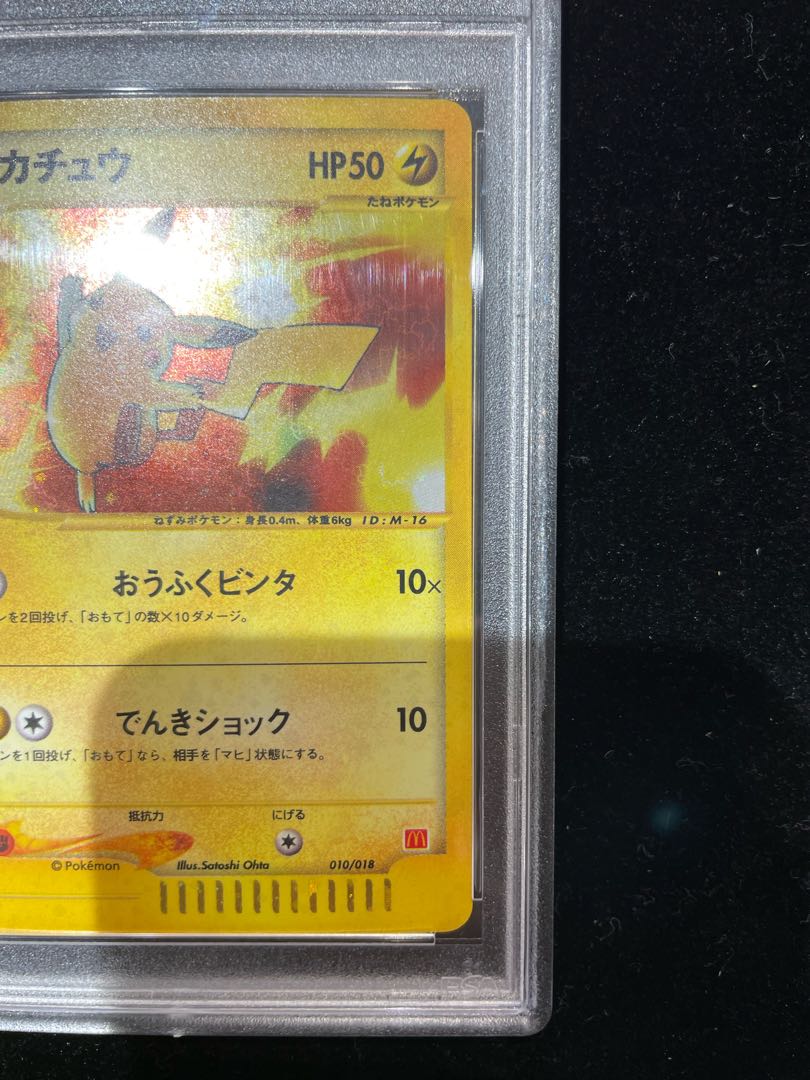 カチュウ HP50
たねポケモン
ねずみポケモン：身長0.4m、体重6kg ID:M-16
おうふくビンタ 10×
ンを2回投げ、「おもて」の数×10ダメージ。
でんきショック 10
ンを1回投げ、「おもて」なら、相手を「マヒ」状態にする。
抵抗力 にげる
© Pokémon Illus. Satoshi Ohta 010/018
PSA